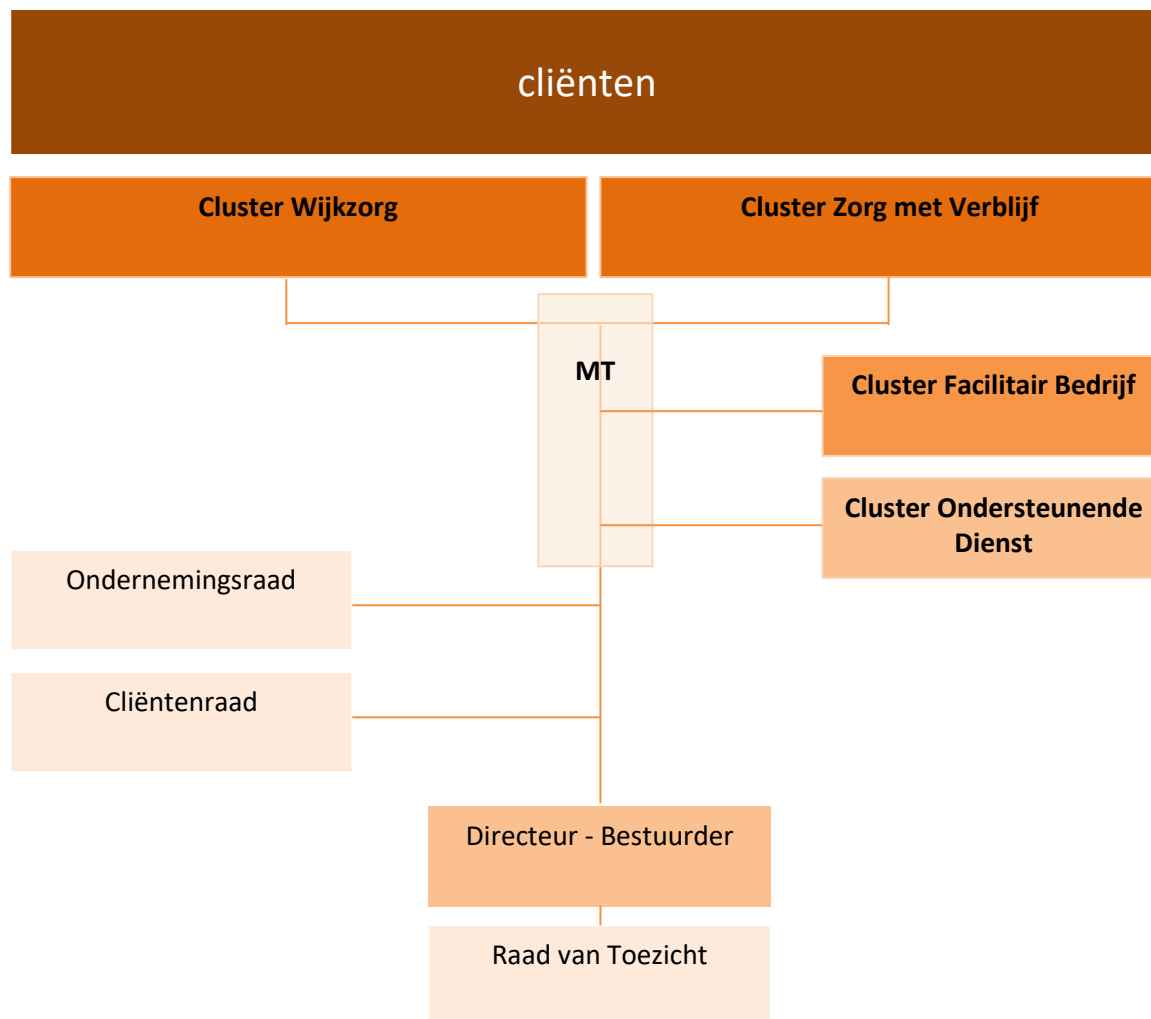 cliënten
Cluster Wijkzorg
Cluster Zorg met Verblijf
MT
Cluster Facilitair Bedrijf
Cluster Ondersteunende
Dienst
Ondernemingsraad
Cliëntenraad
Directeur - Bestuurder
Raad van Toezicht